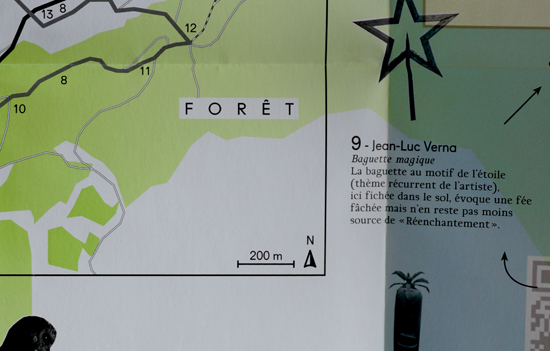 13 8
12
8
11
10
FORÊT
9 - Jean-Luc Verna
Baguette magique
La baguette au motif de l'étoile
(thème récurrent de l'artiste),
ici fichée dans le sol, évoque une fée
fâchée mais n'en reste pas moins
source de « Réenchantement ».
N
200 m